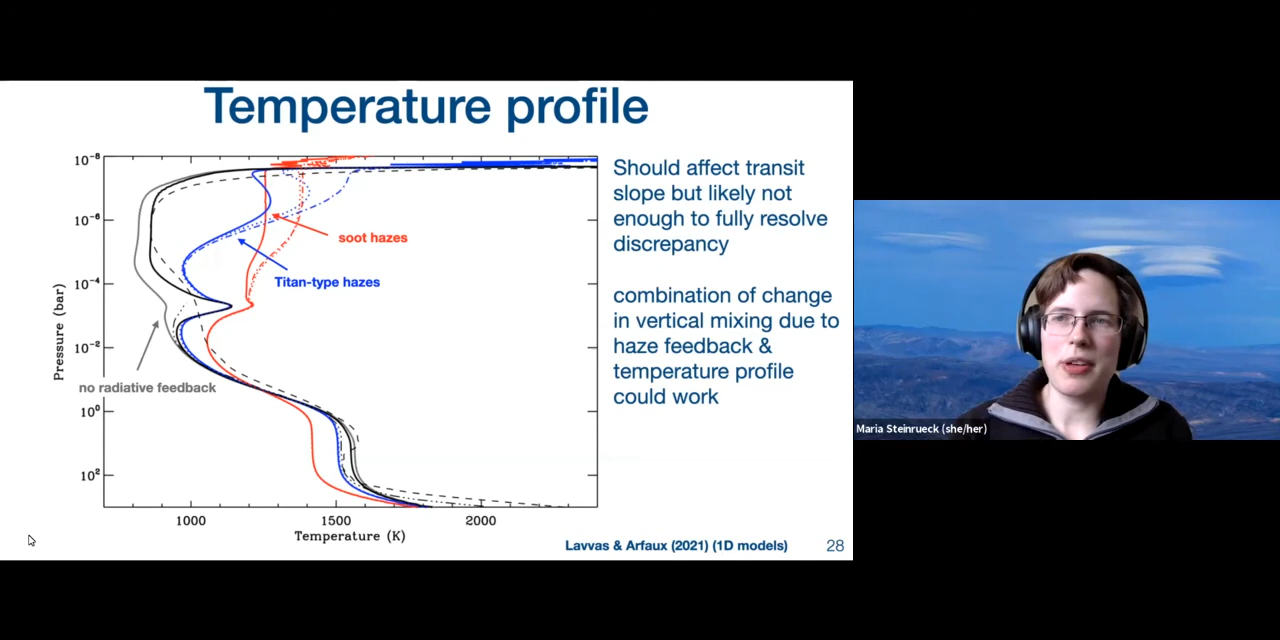 Temperature profile
10⁻⁸
10⁻⁶
10⁻⁴
10⁻²
10⁰
10²
Pressure (bar)
soot hazes
Titan-type hazes
no radiative feedback
1000
1500
2000
Temperature (K)
Should affect transit
slope but likely not
enough to fully resolve
discrepancy
combination of change
in vertical mixing due to
haze feedback &
temperature profile
could work
Lavvas & Arfaux (2021) (1D models)
28
Maria Steinrueck (she/her)